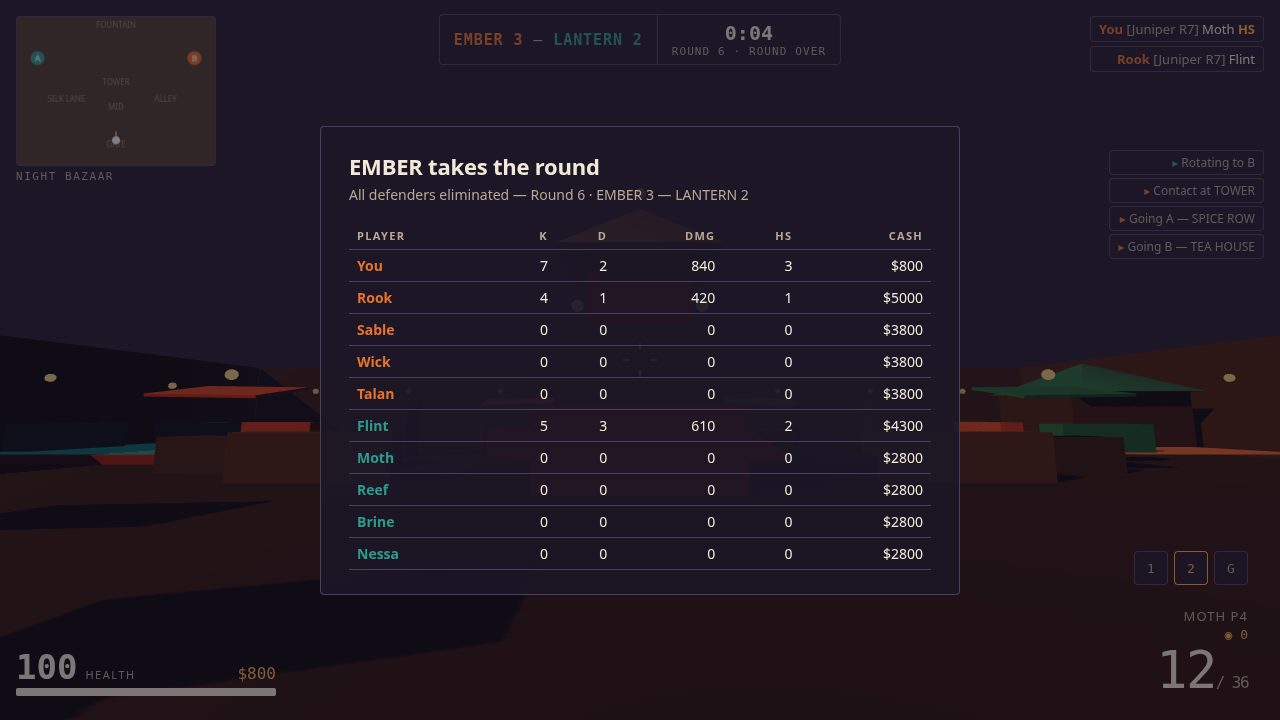 FOUNTAIN
A
B
TOWER
SILK LANE
ALLEY
MID
NIGHT BAZAAR
EMBER 3 — LANTERN 2
0:04
ROUND 6 · ROUND OVER
You [Juniper R7] Moth HS
Rook [Juniper R7] Flint
▸ Rotating to B
▸ Contact at TOWER
▸ Going A — SPICE ROW
▸ Going B — TEA HOUSE
EMBER takes the round
All defenders eliminated — Round 6 · EMBER 3 — LANTERN 2
PLAYER K D DMG HS CASH
You 7 2 840 3 $800
Rook 4 1 420 1 $5000
Sable 0 0 0 0 $3800
Wick 0 0 0 0 $3800
Talan 0 0 0 0 $3800
Flint 5 3 610 2 $4300
Moth 0 0 0 0 $2800
Reef 0 0 0 0 $2800
Brine 0 0 0 0 $2800
Nessa 0 0 0 0 $2800
1 2 G
MOTH P4
◉ 0
12 / 36
100 HEALTH $800